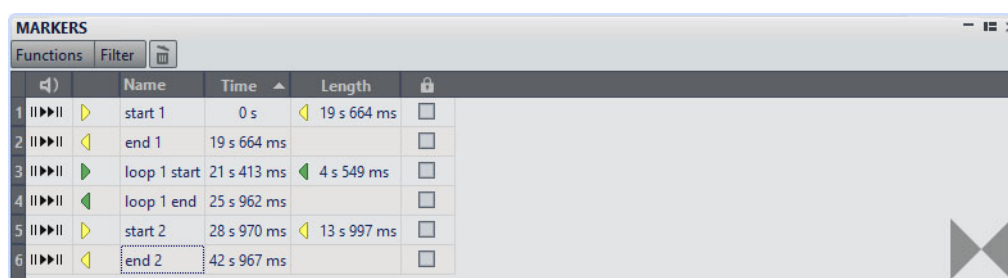 MARKERS
Functions Filter
Name Time Length
1 start 1 0 s 19 s 664 ms
2 end 1 19 s 664 ms
3 loop 1 start 21 s 413 ms 4 s 549 ms
4 loop 1 end 25 s 962 ms
5 start 2 28 s 970 ms 13 s 997 ms
6 end 2 42 s 967 ms